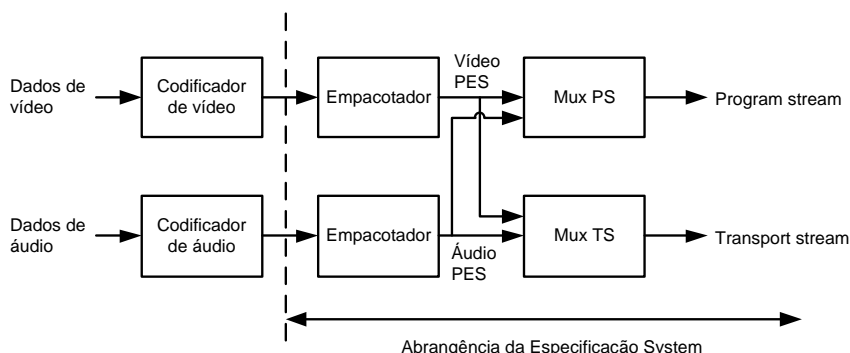 Dados de
vídeo
Codificador
de vídeo
Empacotador
Vídeo
PES
Mux PS
Program stream
Dados de
áudio
Codificador
de áudio
Empacotador
Áudio
PES
Mux TS
Transport stream
Abrangência da Especificação System